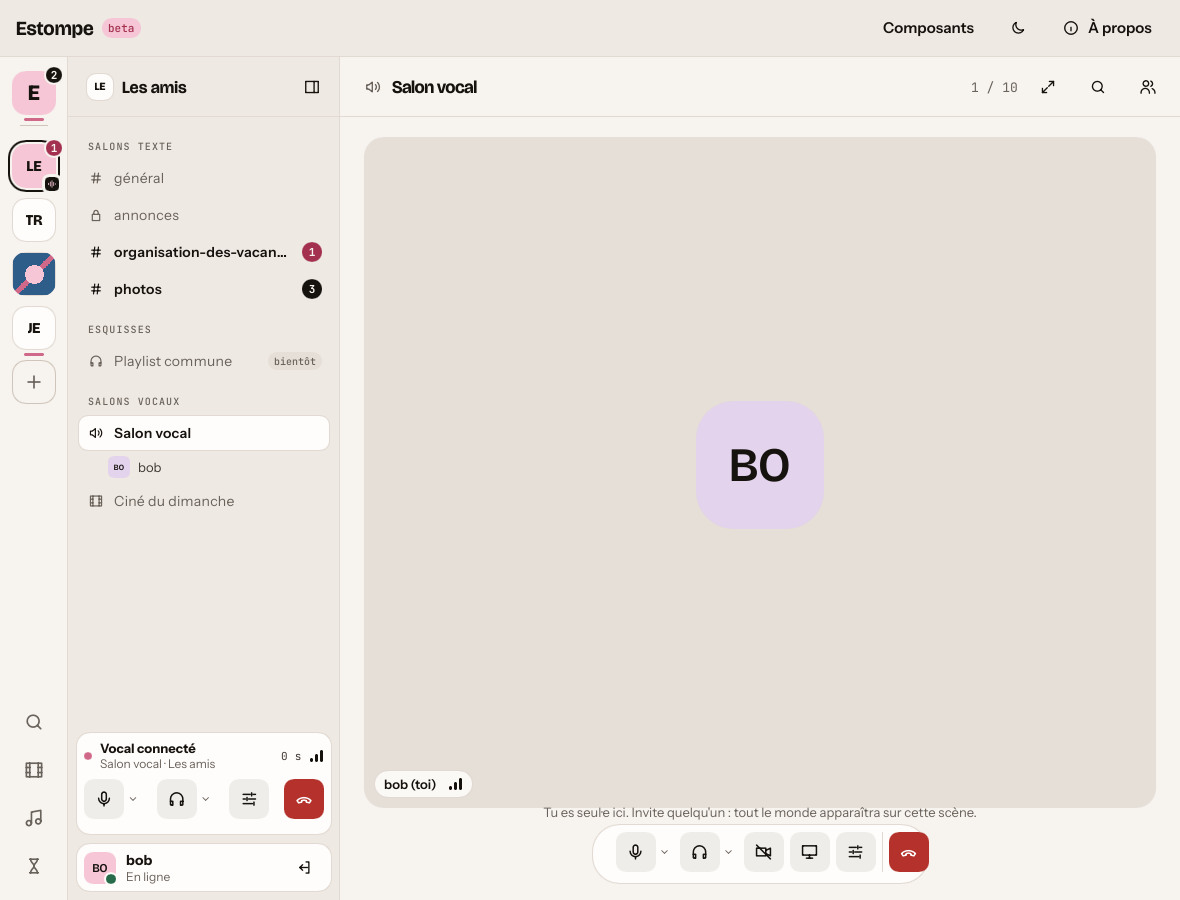 Estompe beta
Composants
À propos
E 2
LE 1
TR
JE
LE Les amis
SALONS TEXTE
# général
annonces
# organisation-des-vacan… 1
# photos 3
ESQUISSES
Playlist commune bientôt
SALONS VOCAUX
Salon vocal
BO bob
Ciné du dimanche
Vocal connecté 0 s
Salon vocal · Les amis
BO bob
En ligne
Salon vocal
1 / 10
BO
bob (toi)
Tu es seul·e ici. Invite quelqu'un : tout le monde apparaîtra sur cette scène.